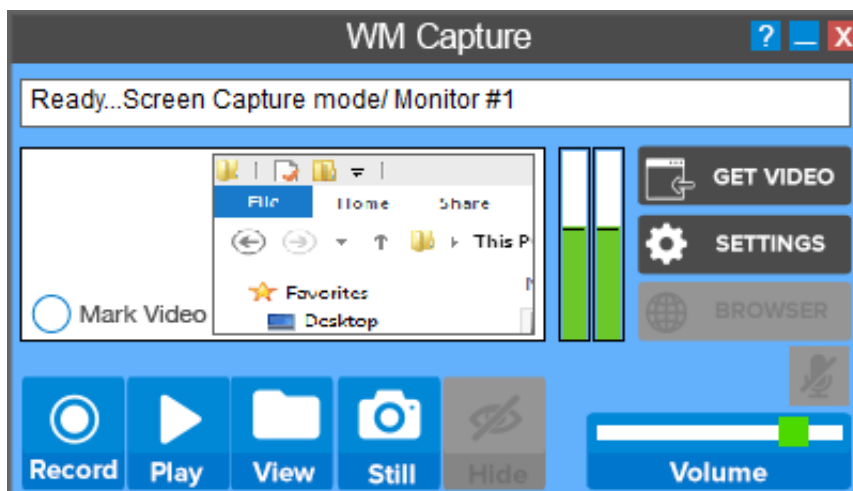 WM Capture
? X
Ready...Screen Capture mode/ Monitor #1
File Home Share
This P
Favorites
Desktop
Mark Video
GET VIDEO
SETTINGS
BROWSER
Record Play View Still Hide
Volume